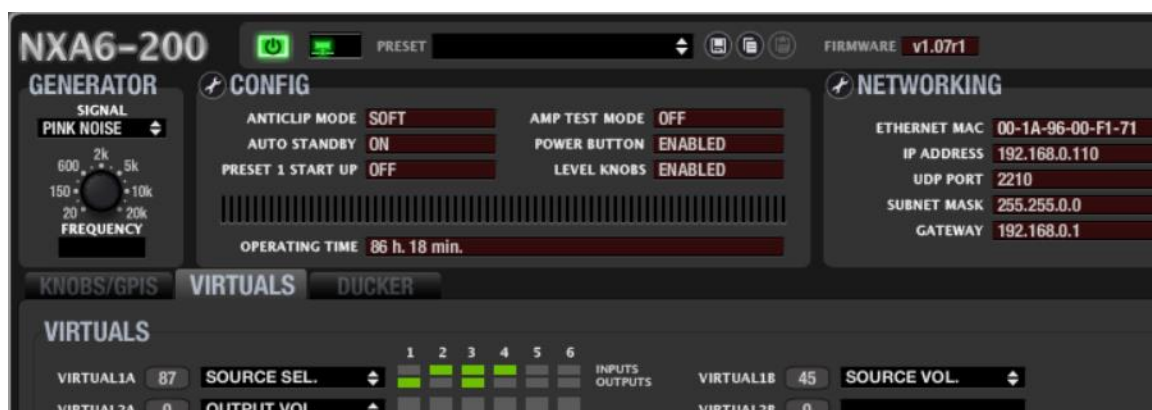 NXA6-200
PRESET
FIRMWARE v1.07r1
GENERATOR
SIGNAL
PINK NOISE
2k
600 5k
150 10k
20 20k
FREQUENCY
CONFIG
ANTICLIP MODE SOFT
AMP TEST MODE OFF
AUTO STANDBY ON
POWER BUTTON ENABLED
PRESET 1 START UP OFF
LEVEL KNOBS ENABLED
OPERATING TIME 86 h. 18 min.
NETWORKING
ETHERNET MAC 00-1A-96-00-F1-71
IP ADDRESS 192.168.0.110
UDP PORT 2210
SUBNET MASK 255.255.0.0
GATEWAY 192.168.0.1
KNOBS/GPIS VIRTUALS DUCKER
VIRTUALS
1 2 3 4 5 6
INPUTS
OUTPUTS
VIRTUAL1A 87 SOURCE SEL.
VIRTUAL1B 45 SOURCE VOL.
VIRTUAL2A 0 OUTPUT VOL.
VIRTUAL2B 0